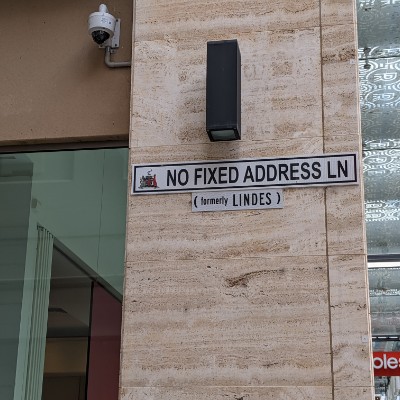 NO FIXED ADDRESS LN
( formerly LINDES )